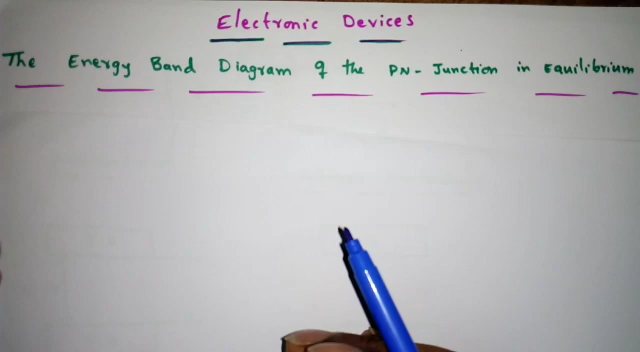 Electronic Devices
The Energy Band Diagram of the PN-Junction in Equilibrium